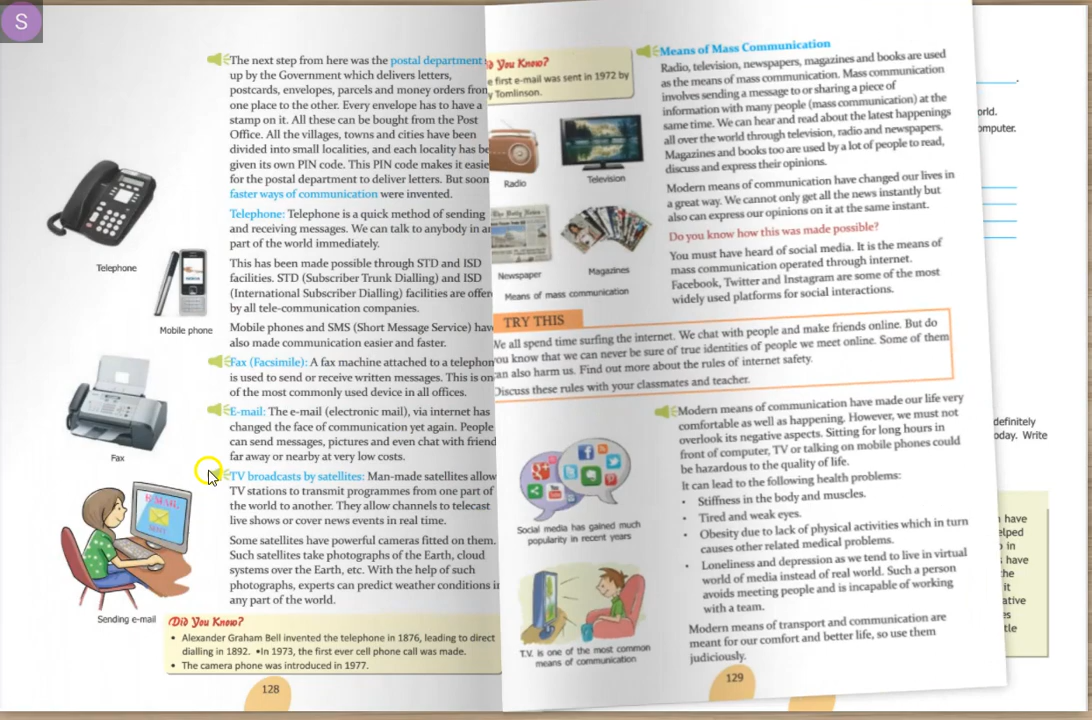 S
The next step from here was the postal department
up by the Government which delivers letters,
postcards, envelopes, parcels and money orders from
one place to the other. Every envelope has to have a
stamp on it. All these can be bought from the Post
Office. All the villages, towns and cities have been
divided into small localities, and each locality has be
given its own PIN code. This PIN code makes it easie
for the postal department to deliver letters. But soon
faster ways of communication were invented.
Telephone: Telephone is a quick method of sending
and receiving messages. We can talk to anybody in a
part of the world immediately.
Telephone
This has been made possible through STD and ISD
facilities. STD (Subscriber Trunk Dialling) and ISD
(International Subscriber Dialling) facilities are offer
by all tele-communication companies.
Mobile phone
Mobile phones and SMS (Short Message Service) hav
also made communication easier and faster.
Fax (Facsimile): A fax machine attached to a telephon
is used to send or receive written messages. This is on
of the most commonly used device in all offices.
E-mail: The e-mail (electronic mail), via internet has
changed the face of communication yet again. People
can send messages, pictures and even chat with friend
far away or nearby at very low costs.
Fax
TV broadcasts by satellites: Man-made satellites allow
TV stations to transmit programmes from one part of
the world to another. They allow channels to telecast
live shows or cover news events in real time.
E-MAIL
Some satellites have powerful cameras fitted on them.
Such satellites take photographs of the Earth, cloud
systems over the Earth, etc. With the help of such
photographs, experts can predict weather conditions i
any part of the world.
Sending e-mail
Did You Know?
• Alexander Graham Bell invented the telephone in 1876, leading to direct
dialling in 1892. •In 1973, the first ever cell phone call was made.
• The camera phone was introduced in 1977.
128
d You Know?
e first e-mail was sent in 1972 by
y Tomlinson.
Radio
Television
Newspaper
Magazines
Means of mass communication
Means of Mass Communication
Radio, television, newspapers, magazines and books are used
as the means of mass communication. Mass communication
involves sending a message to or sharing a piece of
information with many people (mass communication) at the
same time. We can hear and read about the latest happenings
all over the world through television, radio and newspapers.
Magazines and books too are used by a lot of people to read,
discuss and express their opinions.
Modern means of communication have changed our lives in
a great way. We cannot only get all the news instantly but
also can express our opinions on it at the same instant.
Do you know how this was made possible?
You must have heard of social media. It is the means of
mass communication operated through internet.
Facebook, Twitter and Instagram are some of the most
widely used platforms for social interactions.
TRY THIS
We all spend time surfing the internet. We chat with people and make friends online. But do
you know that we can never be sure of true identities of people we meet online. Some of them
can also harm us. Find out more about the rules of internet safety.
Discuss these rules with your classmates and teacher.
Social media has gained much
popularity in recent years
T.V. is one of the most common
means of communication
Modern means of communication have made our life very
comfortable as well as happening. However, we must not
overlook its negative aspects. Sitting for long hours in
front of computer, TV or talking on mobile phones could
be hazardous to the quality of life.
It can lead to the following health problems:
• Stiffness in the body and muscles.
• Tired and weak eyes.
• Obesity due to lack of physical activities which in turn
causes other related medical problems.
• Loneliness and depression as we tend to live in virtual
world of media instead of real world. Such a person
avoids meeting people and is incapable of working
with a team.
Modern means of transport and communication are
meant for our comfort and better life, so use them
judiciously.
129
orld.
omputer.
definitely
oday. Write
have
elped
in
have
he
it
ative
es
tle